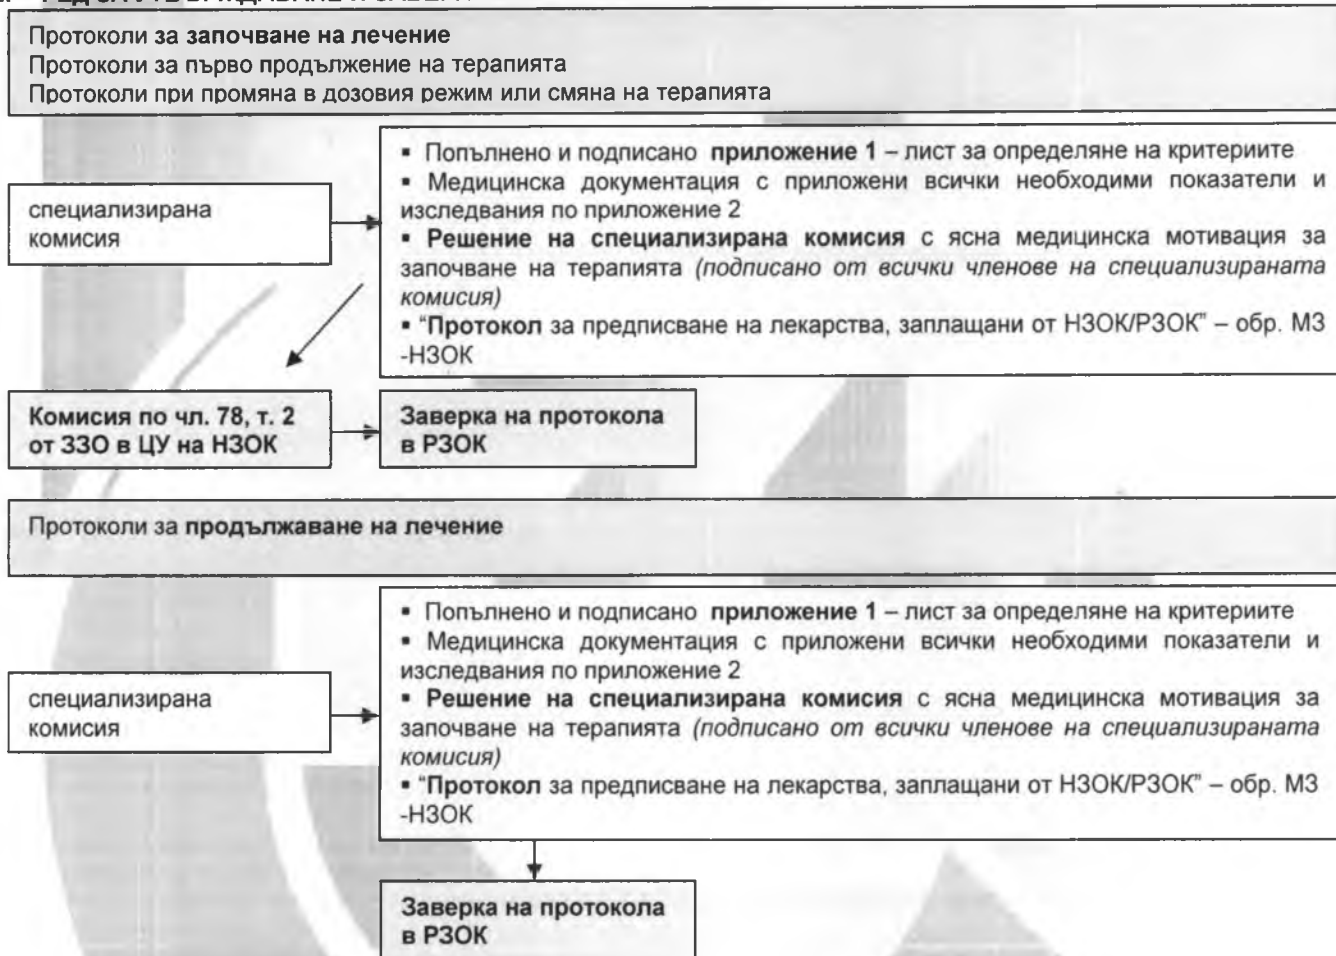 Протоколи за започване на лечение
Протоколи за първо продължение на терапията
Протоколи при промяна в дозовия режим или смяна на терапията
специализирана
комисия
▪ Попълнено и подписано приложение 1 – лист за определяне на критериите
▪ Медицинска документация с приложени всички необходими показатели и
изследвания по приложение 2
▪ Решение на специализирана комисия с ясна медицинска мотивация за
започване на терапията (подписано от всички членове на специализираната
комисия)
▪ "Протокол за предписване на лекарства, заплащани от НЗОК/РЗОК" – обр. МЗ
-НЗОК
Комисия по чл. 78, т. 2
от ЗЗО в ЦУ на НЗОК
Заверка на протокола
в РЗОК
Протоколи за продължаване на лечение
специализирана
комисия
▪ Попълнено и подписано приложение 1 – лист за определяне на критериите
▪ Медицинска документация с приложени всички необходими показатели и
изследвания по приложение 2
▪ Решение на специализирана комисия с ясна медицинска мотивация за
започване на терапията (подписано от всички членове на специализираната
комисия)
▪ "Протокол за предписване на лекарства, заплащани от НЗОК/РЗОК" – обр. МЗ
-НЗОК
Заверка на протокола
в РЗОК